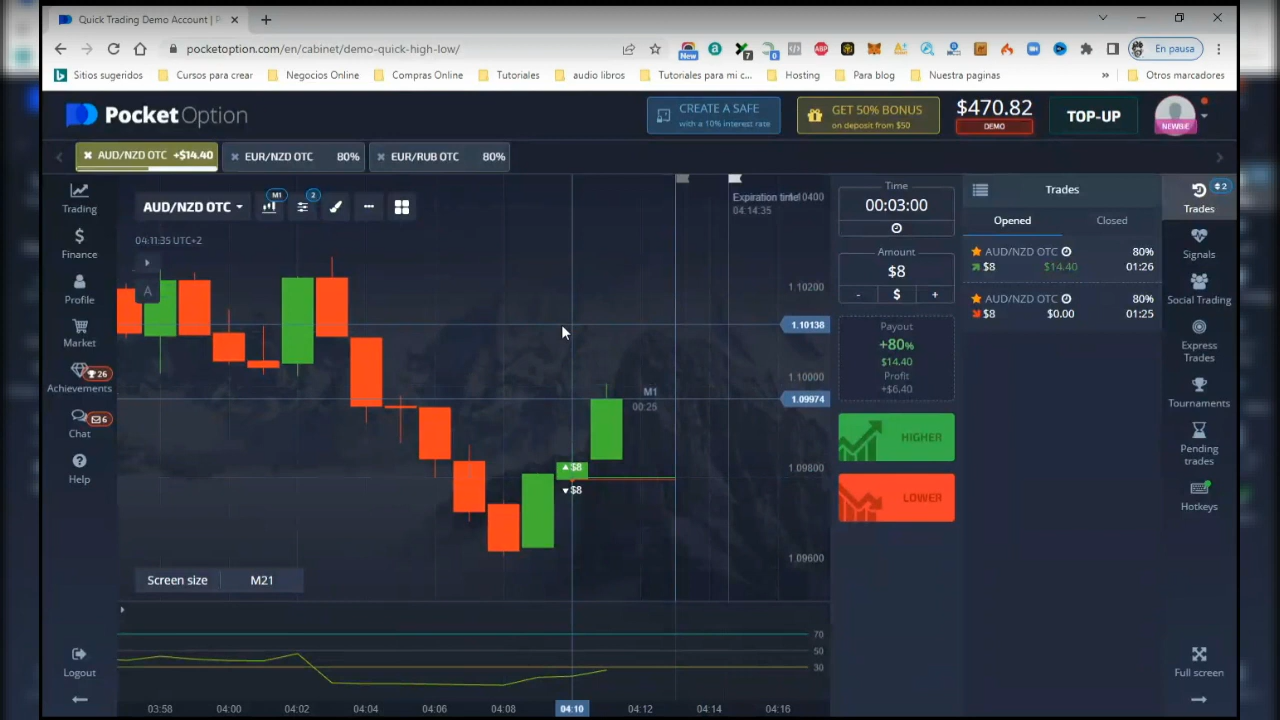 Quick Trading Demo Account | P
pocketoption.com/en/cabinet/demo-quick-high-low/
New
7
0
ABP
En pausa
Sitios sugeridos
Cursos para crear
Negocios Online
Compras Online
Tutoriales
audio libros
Tutoriales para mi c...
Hosting
Para blog
Nuestra paginas
»
Otros marcadores
PocketOption
CREATE A SAFE
with a 10% interest rate
GET 50% BONUS
on deposit from $50
$470.82
DEMO
TOP-UP
NEWBIE
AUD/NZD OTC +$14.40
EUR/NZD OTC 80%
EUR/RUB OTC 80%
Trading
Finance
Profile
Market
26
Achievements
6
Chat
Help
Logout
AUD/NZD OTC
M1
2
04:11:35 UTC+2
A
Expiration time
04:14:35
1.10200
1.10138
1.10000
1.09974
1.09800
1.09600
M1
00:25
$8
$8
Screen size M21
70
50
30
03:58 04:00 04:02 04:04 04:06 04:08 04:10 04:12 04:14 04:16
Time
00:03:00
Amount
$8
- $ +
Payout
+80%
$14.40
Profit
+$6.40
HIGHER
LOWER
Trades
Opened Closed
AUD/NZD OTC 80%
$8 $14.40 01:26
AUD/NZD OTC 80%
$8 $0.00 01:25
2
Trades
Signals
Social Trading
Express
Trades
Tournaments
Pending
trades
Hotkeys
Full screen